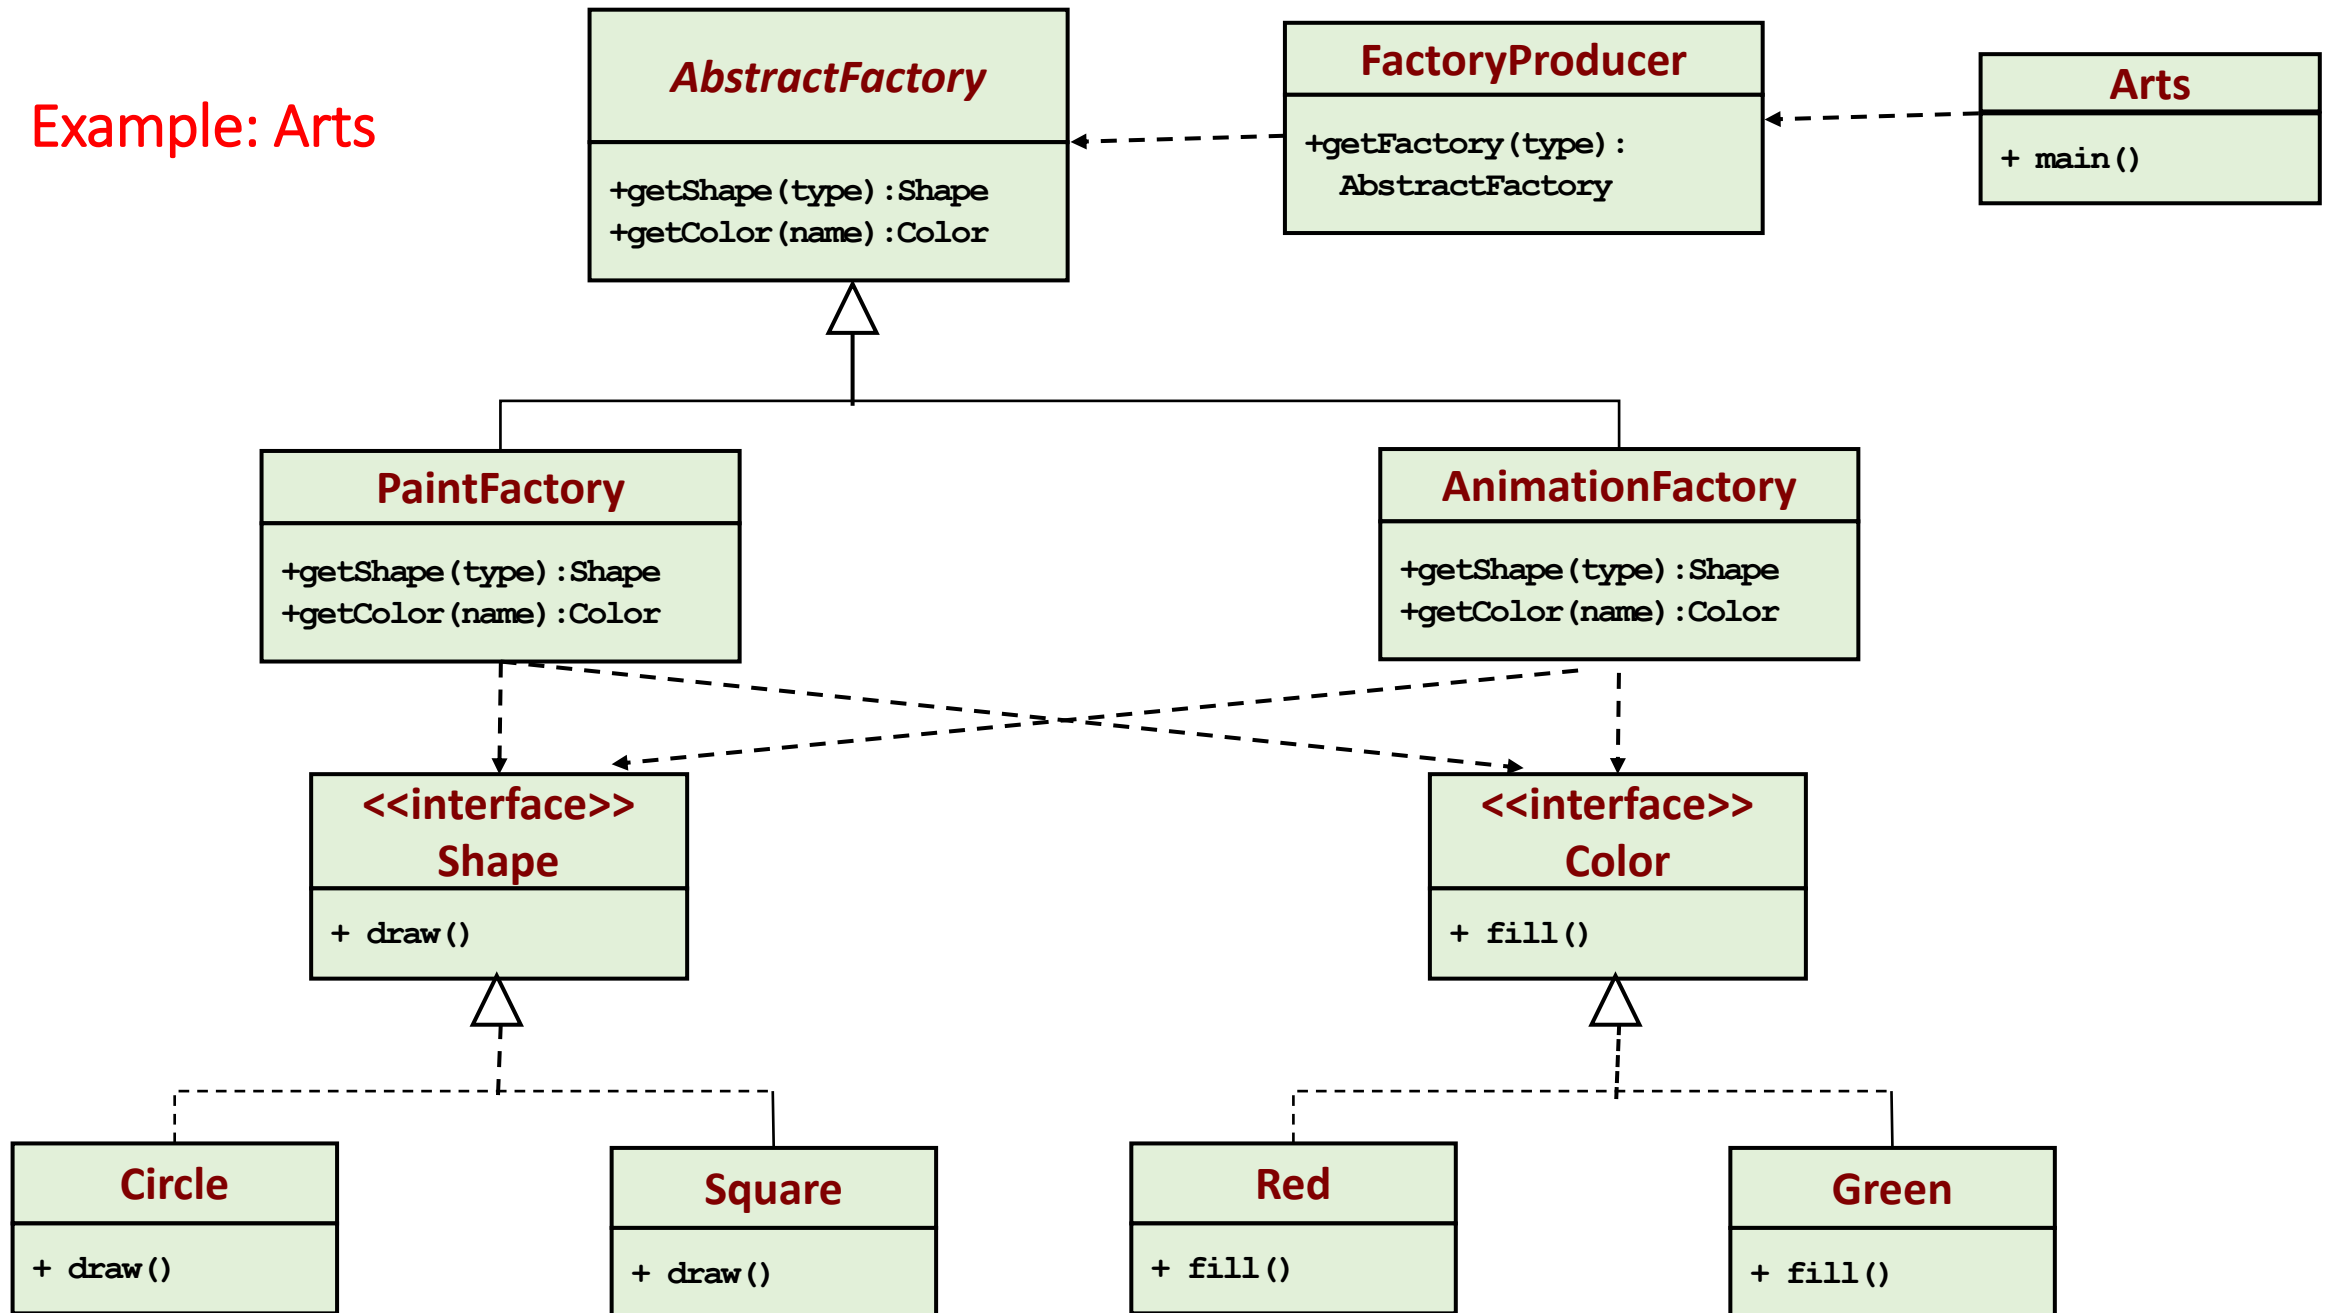 Example: Arts
AbstractFactory
+getShape(type):Shape
+getColor(name):Color
FactoryProducer
+getFactory(type):
AbstractFactory
Arts
+ main()
PaintFactory
+getShape(type):Shape
+getColor(name):Color
AnimationFactory
+getShape(type):Shape
+getColor(name):Color
<<interface>>
Shape
+ draw()
<<interface>>
Color
+ fill()
Circle
+ draw()
Square
+ draw()
Red
+ fill()
Green
+ fill()